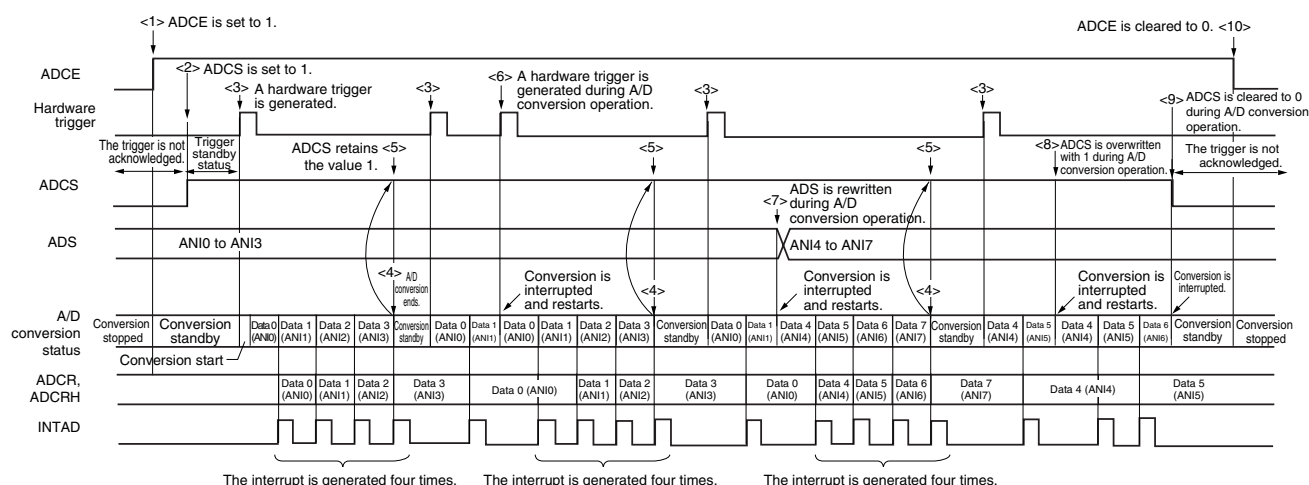 <1> ADCE is set to 1.
ADCE is cleared to 0. <10>
ADCE
<2> ADCS is set to 1.
<3> A hardware trigger
is generated.
<3>
<6> A hardware trigger is
generated during A/D
conversion operation.
<3>
<3>
<9> ADCS is cleared to 0
during A/D conversion
operation.
Hardware
trigger
The trigger is not
acknowledged.
Trigger
standby
status
ADCS retains <5>
the value 1.
<5>
<5>
<8> ADCS is overwritten
with 1 during A/D
conversion operation.
The trigger is not
acknowledged.
ADCS
<7> ADS is rewritten
during A/D
conversion operation.
ADS
ANI0 to ANI3
ANI4 to ANI7
<4> A/D
conversion
ends.
Conversion is
interrupted
and restarts.
<4>
Conversion is
interrupted
and restarts.
<4>
Conversion is
interrupted
and restarts.
Conversion is
interrupted.
A/D
conversion
status
Conversion
stopped
Conversion
standby
Data 0
(ANI0)
Data 1
(ANI1)
Data 2
(ANI2)
Data 3
(ANI3)
Conversion
standby
Data 0
(ANI0)
Data 1
(ANI1)
Data 0
(ANI0)
Data 1
(ANI1)
Data 2
(ANI2)
Data 3
(ANI3)
Conversion
standby
Data 0
(ANI0)
Data 1
(ANI1)
Data 4
(ANI4)
Data 5
(ANI5)
Data 6
(ANI6)
Data 7
(ANI7)
Conversion
standby
Data 4
(ANI4)
Data 5
(ANI5)
Data 4
(ANI4)
Data 5
(ANI5)
Data 6
(ANI6)
Conversion
standby
Conversion
stopped
Conversion start
ADCR,
ADCRH
Data 0
(ANI0)
Data 1
(ANI1)
Data 2
(ANI2)
Data 3
(ANI3)
Data 0 (ANI0)
Data 1
(ANI1)
Data 2
(ANI2)
Data 3
(ANI3)
Data 0
(ANI0)
Data 4
(ANI4)
Data 5
(ANI5)
Data 6
(ANI6)
Data 7
(ANI7)
Data 4 (ANI4)
Data 5
(ANI5)
INTAD
The interrupt is generated four times.
The interrupt is generated four times.
The interrupt is generated four times.